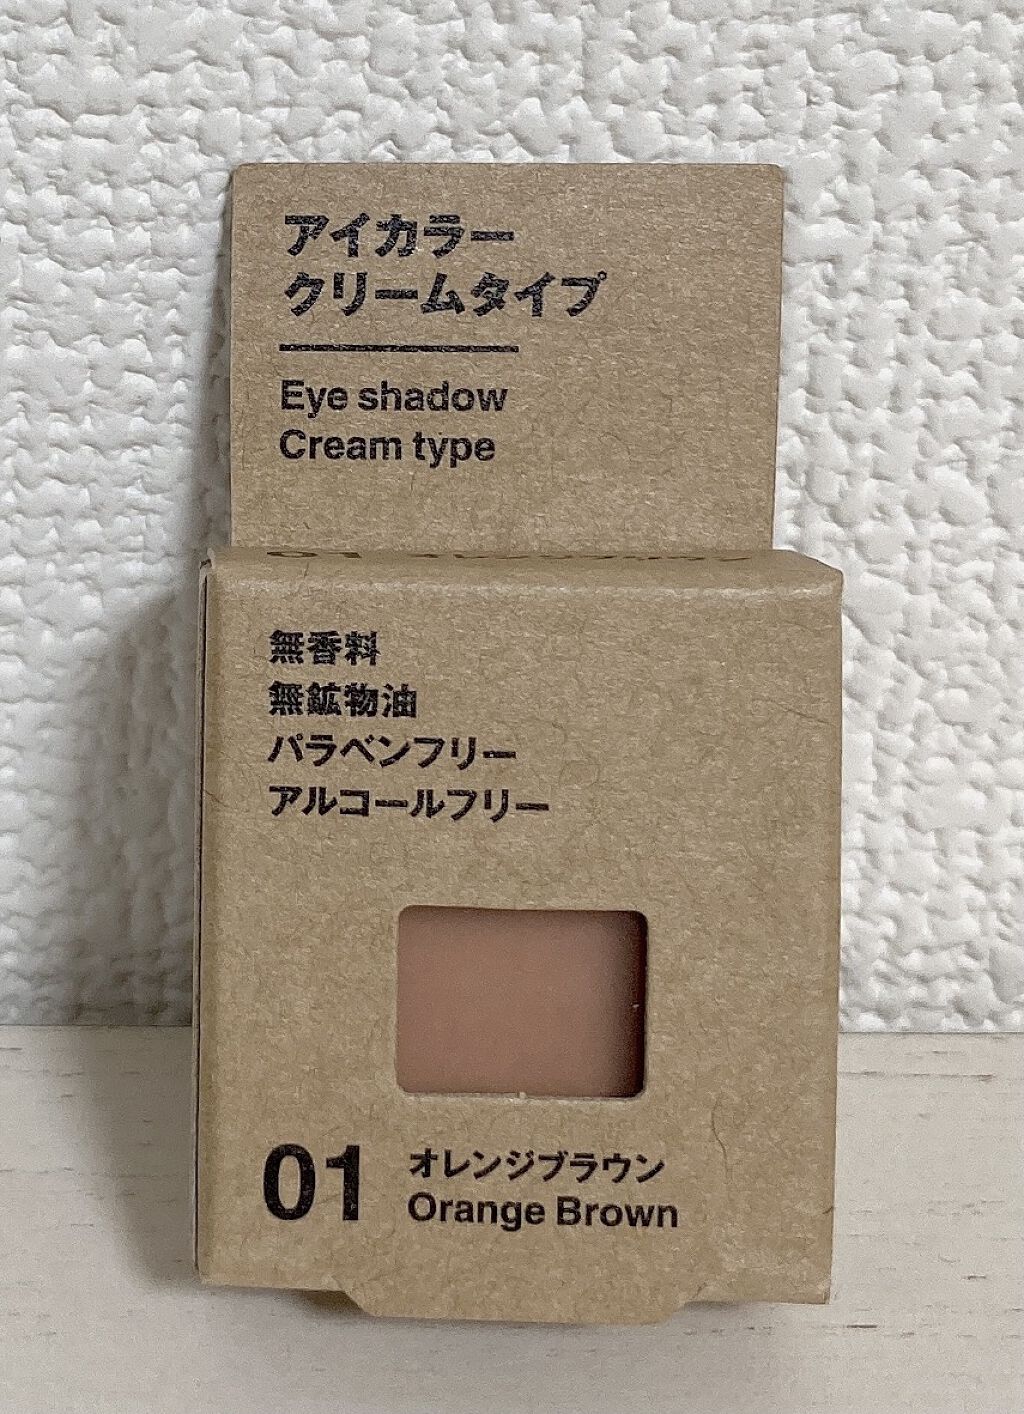 アイカラー
クリームタイプ
Eye shadow
Cream type
無香料
無鉱物油
パラベンフリー
アルコールフリー
01
オレンジブラウン
Orange Brown